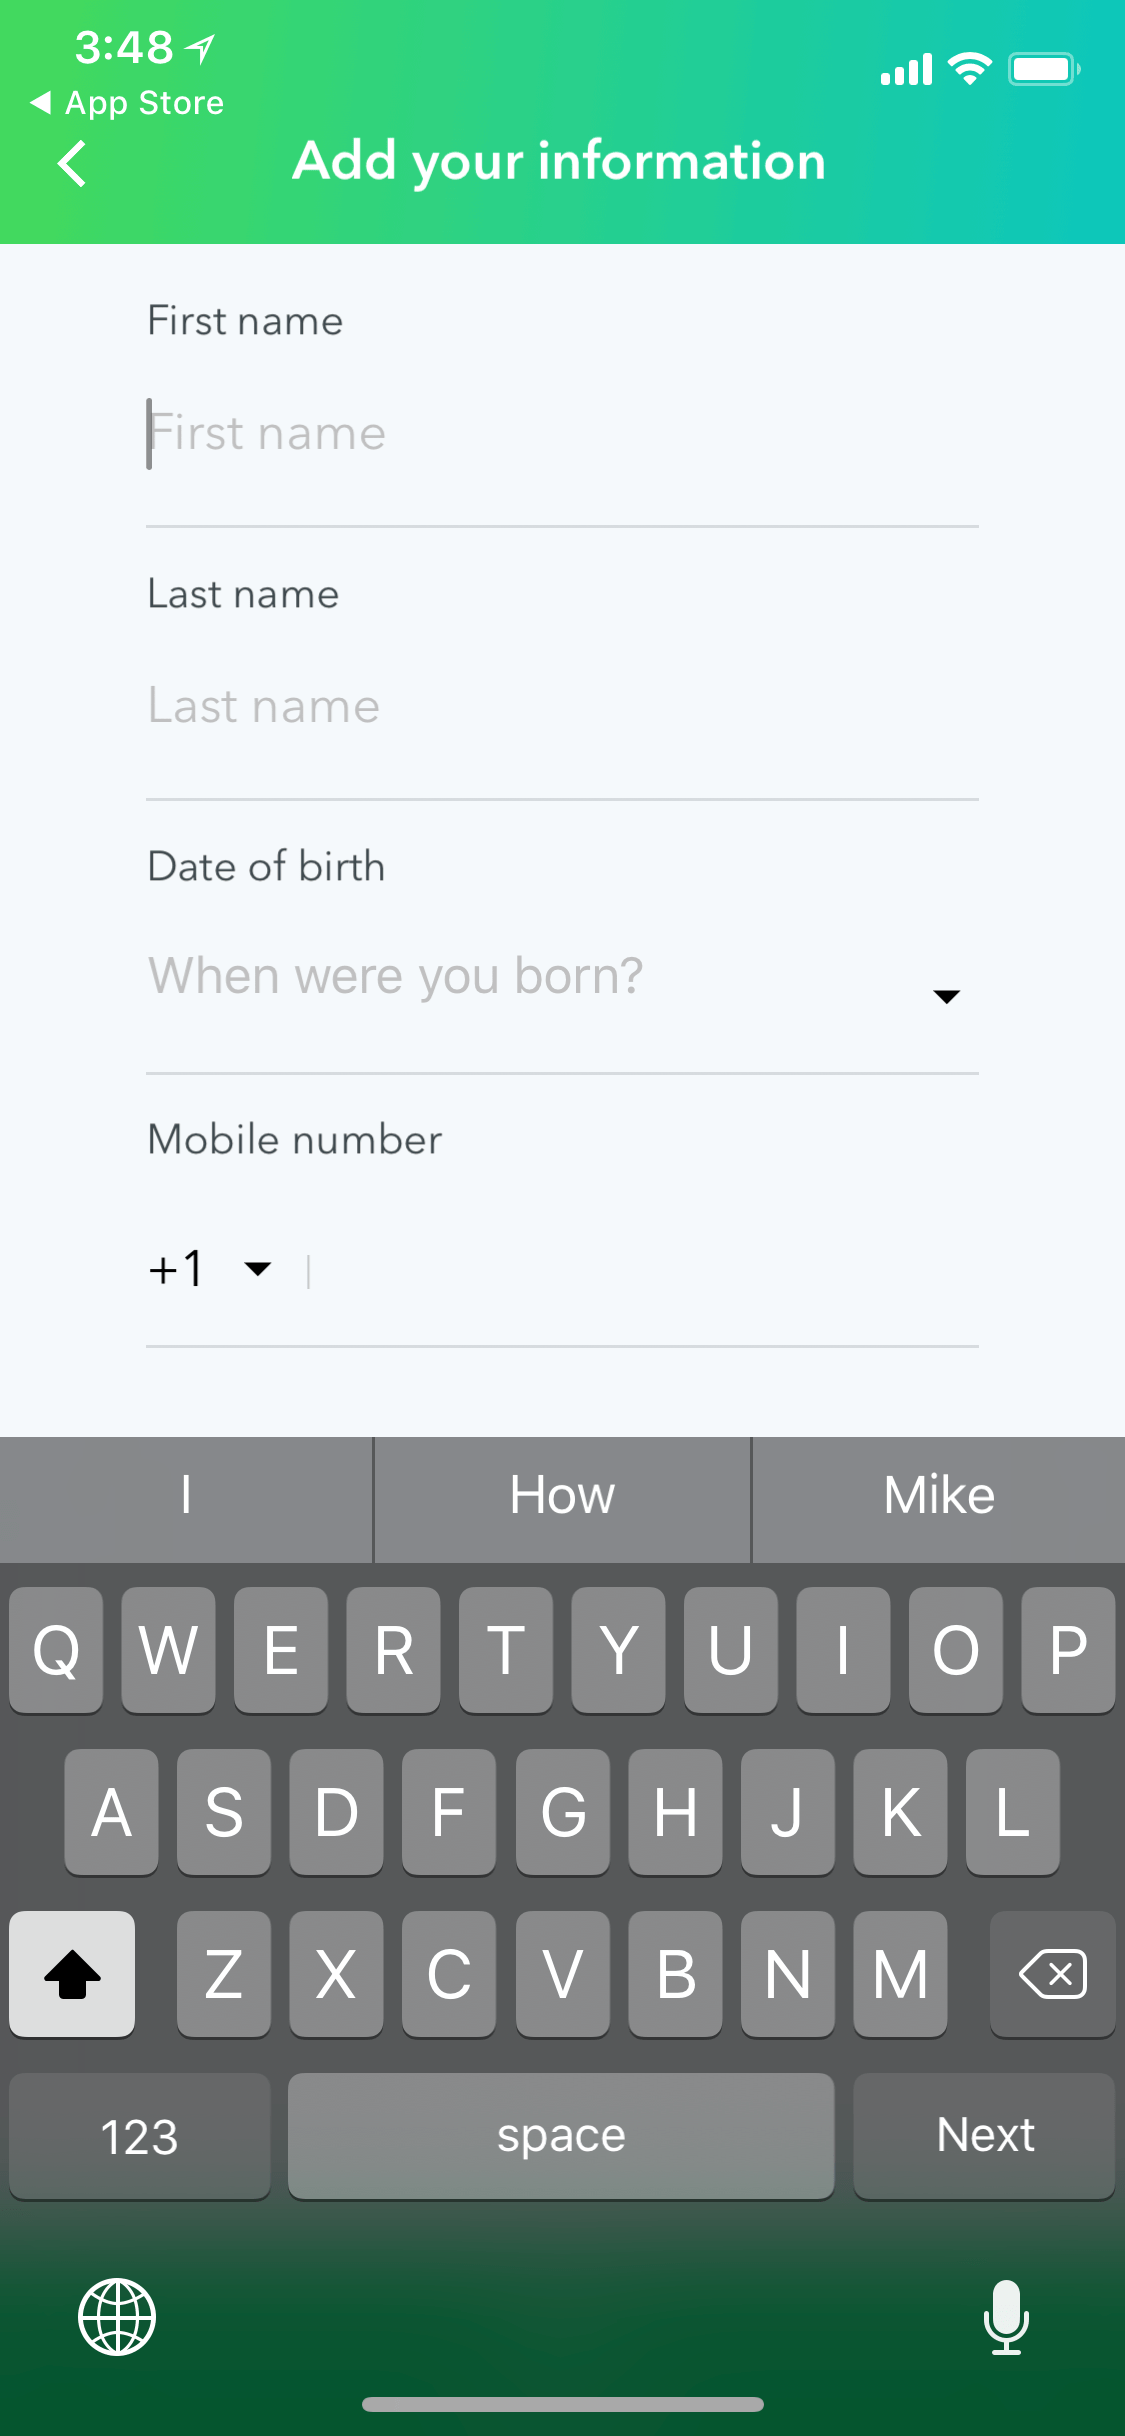 3:48
App Store
Add your information
First name
First name
Last name
Last name
Date of birth
When were you born?
Mobile number
+1
I How Mike
Q W E R T Y U I O P
A S D F G H J K L
Z X C V B N M
123 space Next